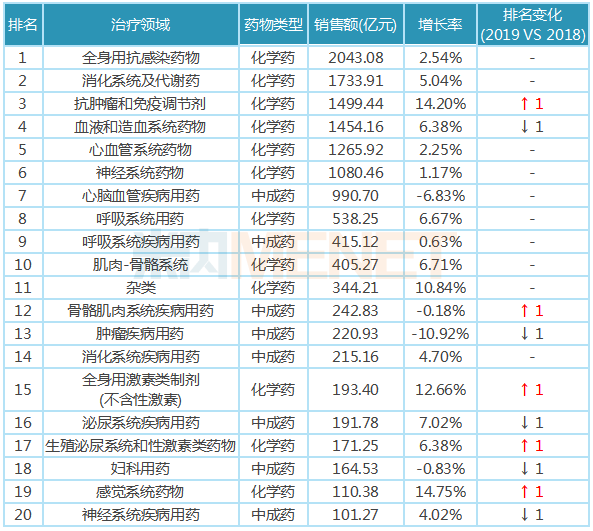 排名 治疗领域 药物类型 销售额(亿元) 增长率 排名变化
(2019 VS 2018)
1 全身用抗感染药物 化学药 2043.08 2.54% -
2 消化系统及代谢药 化学药 1733.91 5.04% -
3 抗肿瘤和免疫调节剂 化学药 1499.44 14.20% ↑ 1
4 血液和造血系统药物 化学药 1454.16 6.38% ↓ 1
5 心血管系统药物 化学药 1265.92 2.25% -
6 神经系统药物 化学药 1080.46 1.17% -
7 心脑血管疾病用药 中成药 990.70 -6.83% -
8 呼吸系统用药 化学药 538.25 6.67% -
9 呼吸系统疾病用药 中成药 415.12 0.63% -
10 肌肉-骨骼系统 化学药 405.27 6.71% -
11 杂类 化学药 344.21 10.84% -
12 骨骼肌肉系统疾病用药 中成药 242.83 -0.18% ↑ 1
13 肿瘤疾病用药 中成药 220.93 -10.92% ↓ 1
14 消化系统疾病用药 中成药 215.16 4.70% -
15 全身用激素类制剂
(不含性激素) 化学药 193.40 12.66% ↑ 1
16 泌尿系统疾病用药 中成药 191.78 7.02% ↓ 1
17 生殖泌尿系统和性激素类药物 化学药 171.25 6.38% ↑ 1
18 妇科用药 中成药 164.53 -0.83% ↓ 1
19 感觉系统药物 化学药 110.38 14.75% ↑ 1
20 神经系统疾病用药 中成药 101.27 4.02% ↓ 1
MENET